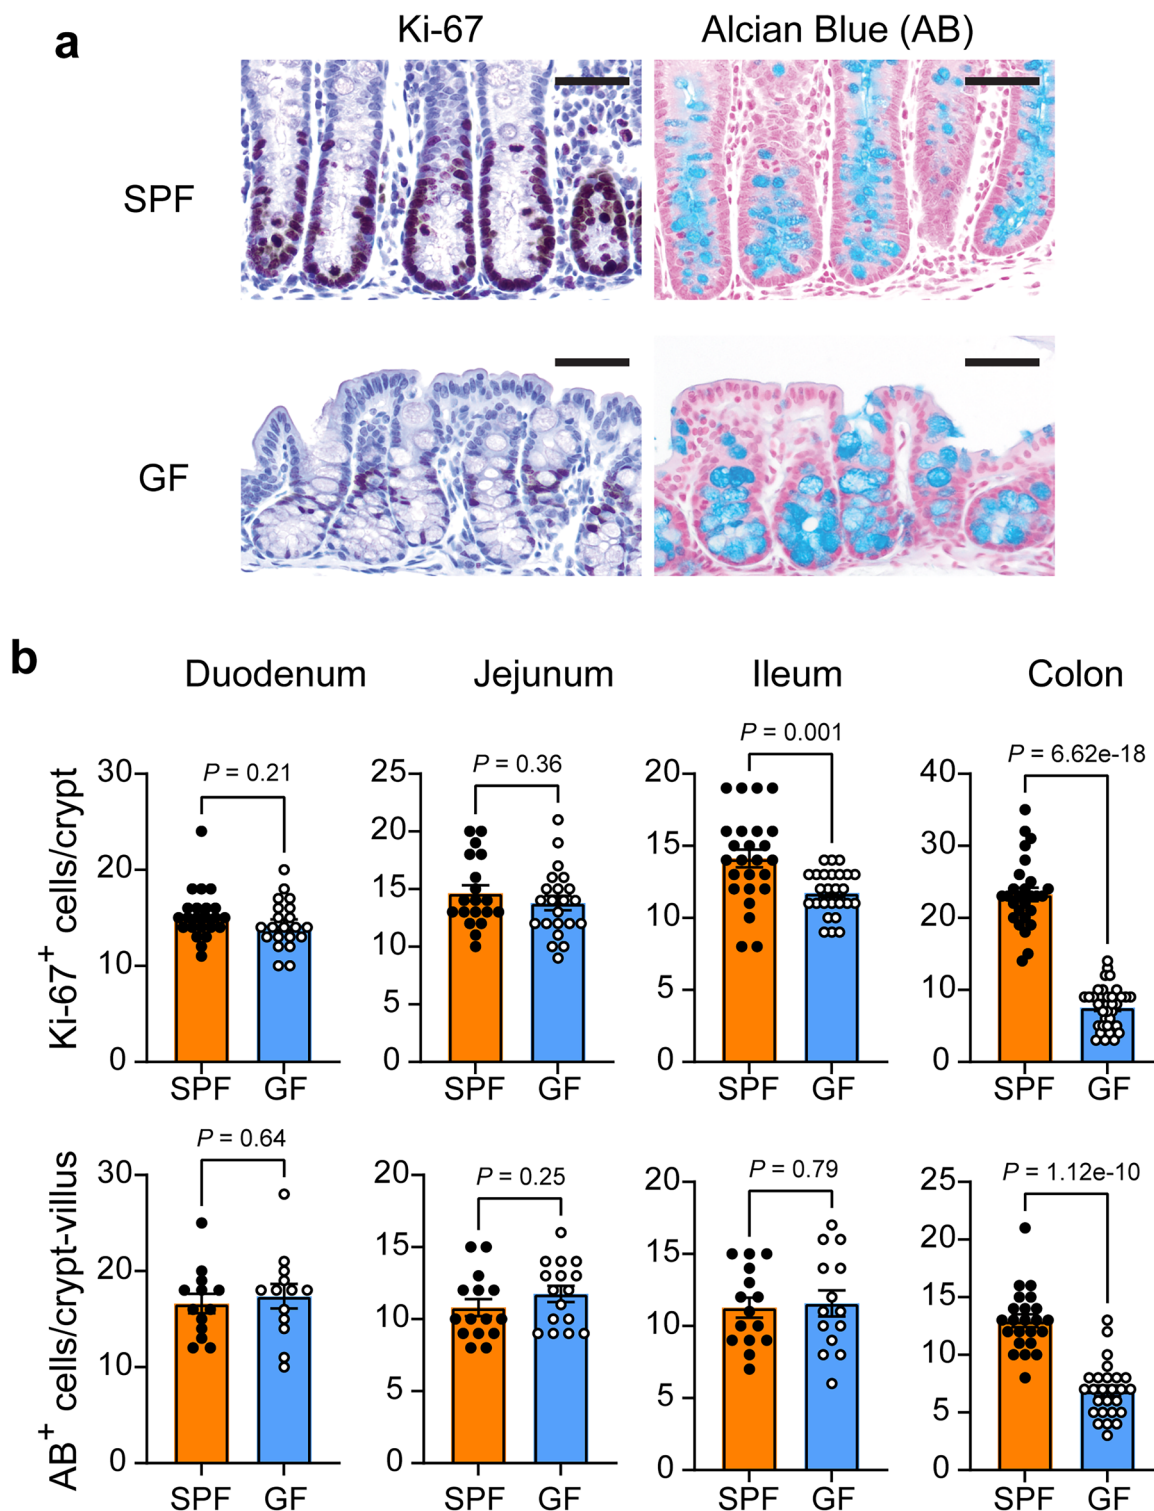 a
Ki-67
Alcian Blue (AB)
SPF
GF
b
Duodenum
Jejunum
Ileum
Colon
Ki-67⁺ cells/crypt
P = 0.21
30
20
10
0
SPF
GF
P = 0.36
25
20
15
10
5
0
SPF
GF
P = 0.001
20
15
10
5
0
SPF
GF
P = 6.62e-18
40
30
20
10
0
SPF
GF
AB⁺ cells/crypt-villus
P = 0.64
30
20
10
0
SPF
GF
P = 0.25
20
15
10
5
0
SPF
GF
P = 0.79
20
15
10
5
0
SPF
GF
P = 1.12e-10
25
20
15
10
5
0
SPF
GF